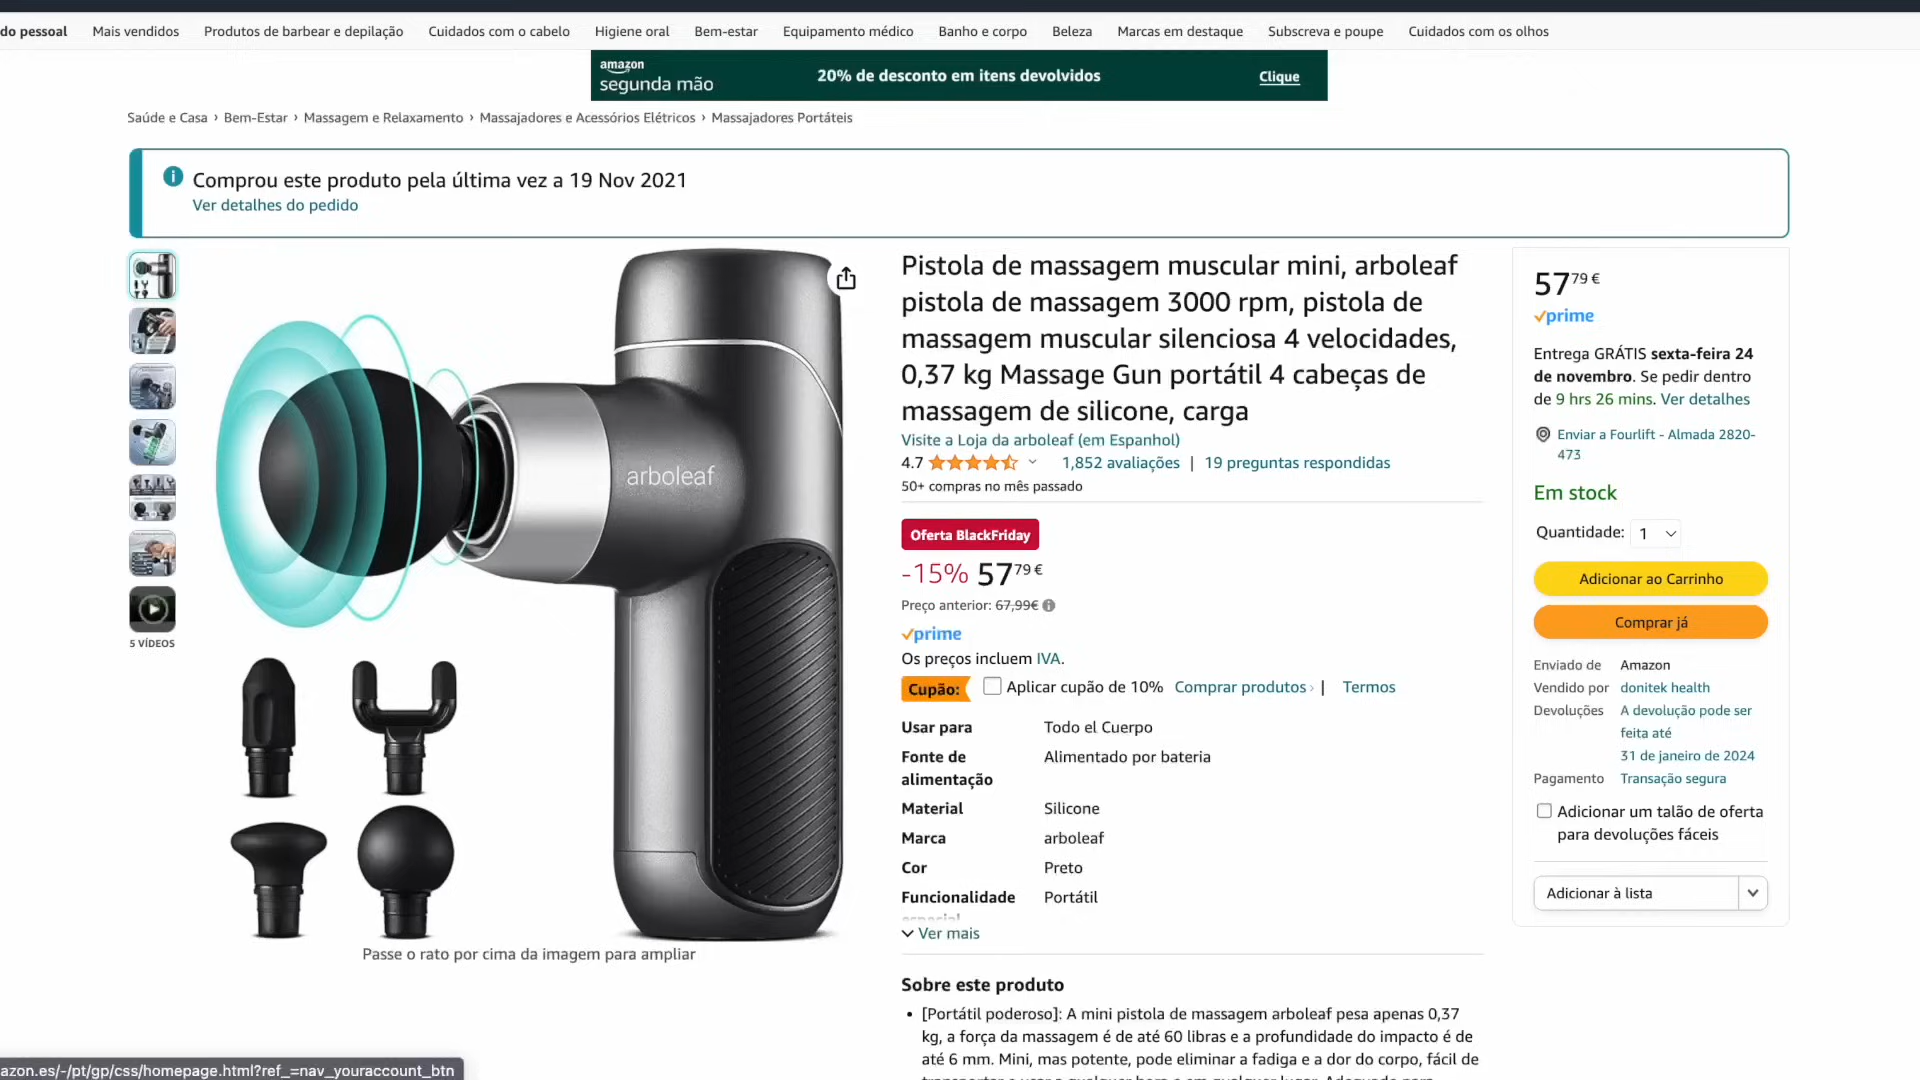 do pessoal Mais vendidos Produtos de barbear e depilação Cuidados com o cabelo Higiene oral Bem-estar Equipamento médico Banho e corpo Beleza Marcas em destaque Subscreva e poupe Cuidados com os olhos
amazon
segunda mão
20% de desconto em itens devolvidos
Clique
Saúde e Casa › Bem-Estar › Massagem e Relaxamento › Massajadores e Acessórios Elétricos › Massajadores Portáteis
Comprou este produto pela última vez a 19 Nov 2021
Ver detalhes do pedido
5 VÍDEOS
arboleaf
Passe o rato por cima da imagem para ampliar
Pistola de massagem muscular mini, arboleaf
pistola de massagem 3000 rpm, pistola de
massagem muscular silenciosa 4 velocidades,
0,37 kg Massage Gun portátil 4 cabeças de
massagem de silicone, carga
Visite a Loja da arboleaf (em Espanhol)
4.7 1,852 avaliações | 19 preguntas respondidas
50+ compras no mês passado
Oferta BlackFriday
-15% 5779 €
Preço anterior: 67,99€
prime
Os preços incluem IVA.
Cupão: Aplicar cupão de 10% Comprar produtos › | Termos
Usar para Todo el Cuerpo
Fonte de alimentação Alimentado por bateria
Material Silicone
Marca arboleaf
Cor Preto
Funcionalidade especial Portátil
Ver mais
Sobre este produto
• [Portátil poderoso]: A mini pistola de massagem arboleaf pesa apenas 0,37
kg, a força da massagem é de até 60 libras e a profundidade do impacto é de
até 6 mm. Mini, mas potente, pode eliminar a fadiga e a dor do corpo, fácil de
5779 €
prime
Entrega GRÁTIS sexta-feira 24
de novembro. Se pedir dentro
de 9 hrs 26 mins. Ver detalhes
Enviar a Fourlift - Almada 2820-
473
Em stock
Quantidade: 1
Adicionar ao Carrinho
Comprar já
Enviado de Amazon
Vendido por donitek health
Devoluções A devolução pode ser
feita até
31 de janeiro de 2024
Pagamento Transação segura
Adicionar um talão de oferta
para devoluções fáceis
Adicionar à lista
azon.es/-/pt/gp/css/homepage.html?ref_=nav_youraccount_btn